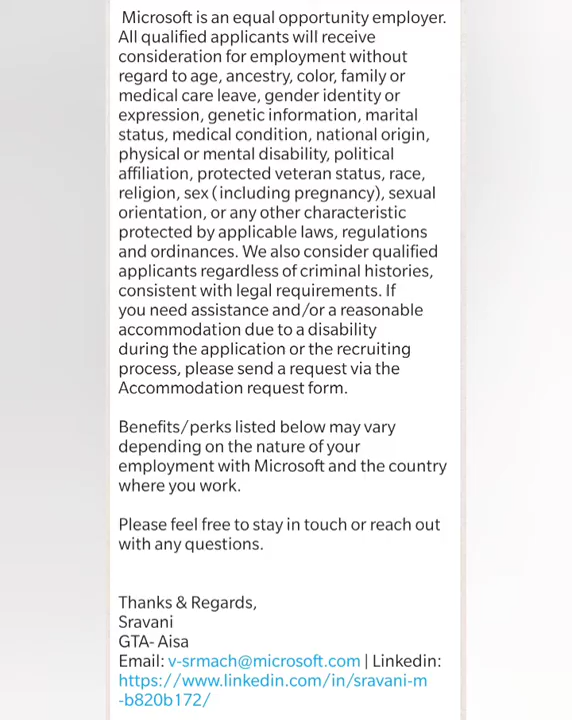 Microsoft is an equal opportunity employer.
All qualified applicants will receive
consideration for employment without
regard to age, ancestry, color, family or
medical care leave, gender identity or
expression, genetic information, marital
status, medical condition, national origin,
physical or mental disability, political
affiliation, protected veteran status, race,
religion, sex (including pregnancy), sexual
orientation, or any other characteristic
protected by applicable laws, regulations
and ordinances. We also consider qualified
applicants regardless of criminal histories,
consistent with legal requirements. If
you need assistance and/or a reasonable
accommodation due to a disability
during the application or the recruiting
process, please send a request via the
Accommodation request form.
Benefits/perks listed below may vary
depending on the nature of your
employment with Microsoft and the country
where you work.
Please feel free to stay in touch or reach out
with any questions.
Thanks & Regards,
Sravani
GTA- Aisa
Email: v-srmach@microsoft.com | Linkedin:
https://www.linkedin.com/in/sravani-m
-b820b172/